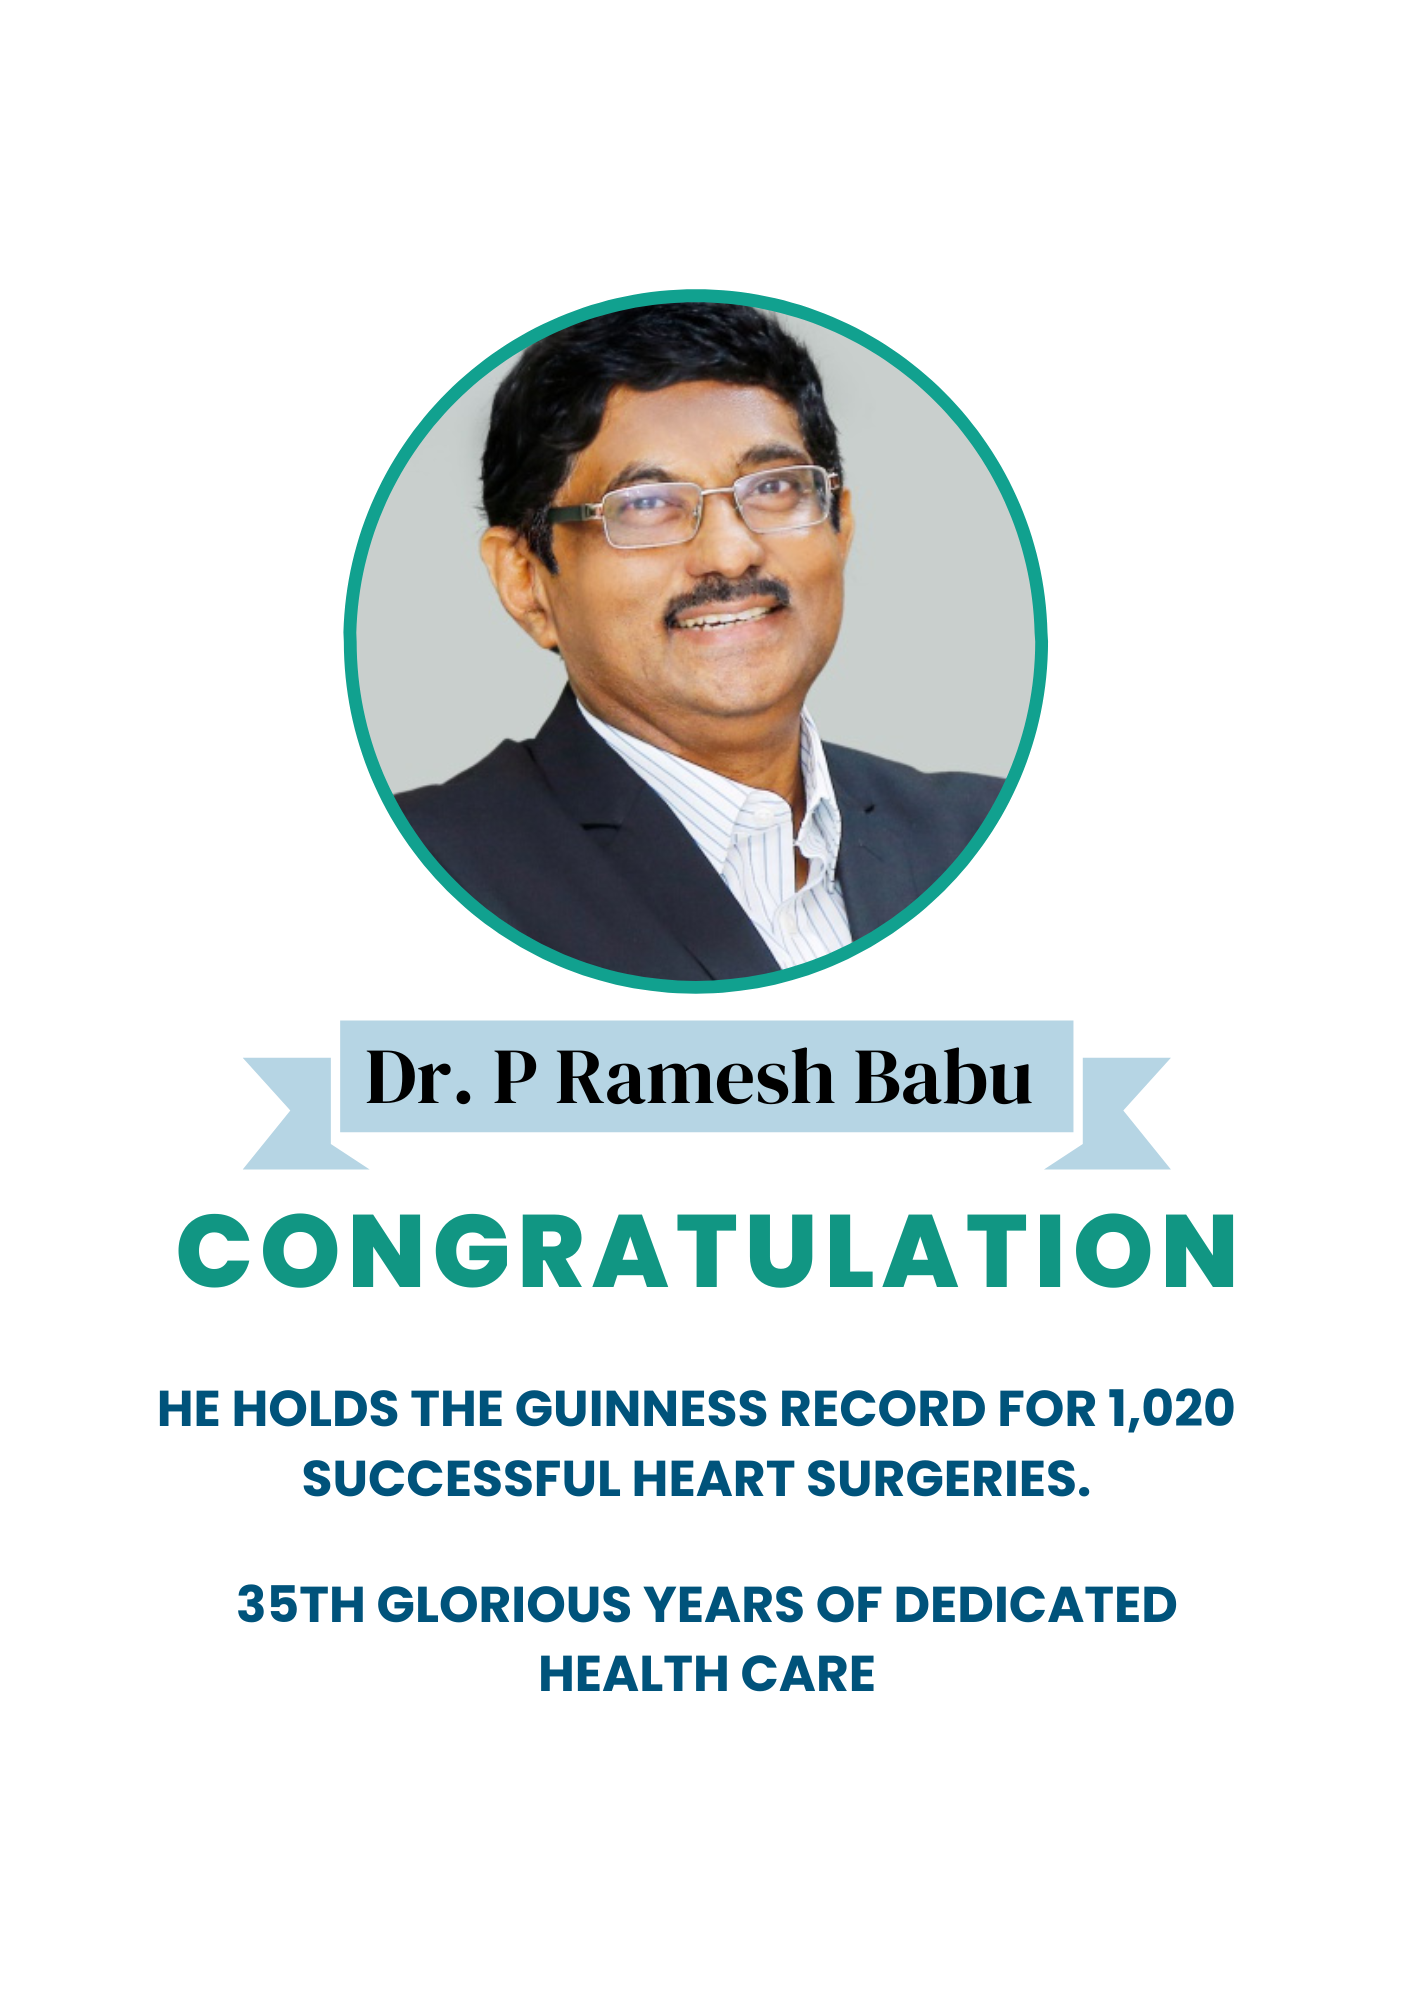 Dr. P Ramesh Babu
CONGRATULATION
HE HOLDS THE GUINNESS RECORD FOR 1,020
SUCCESSFUL HEART SURGERIES.
35TH GLORIOUS YEARS OF DEDICATED
HEALTH CARE